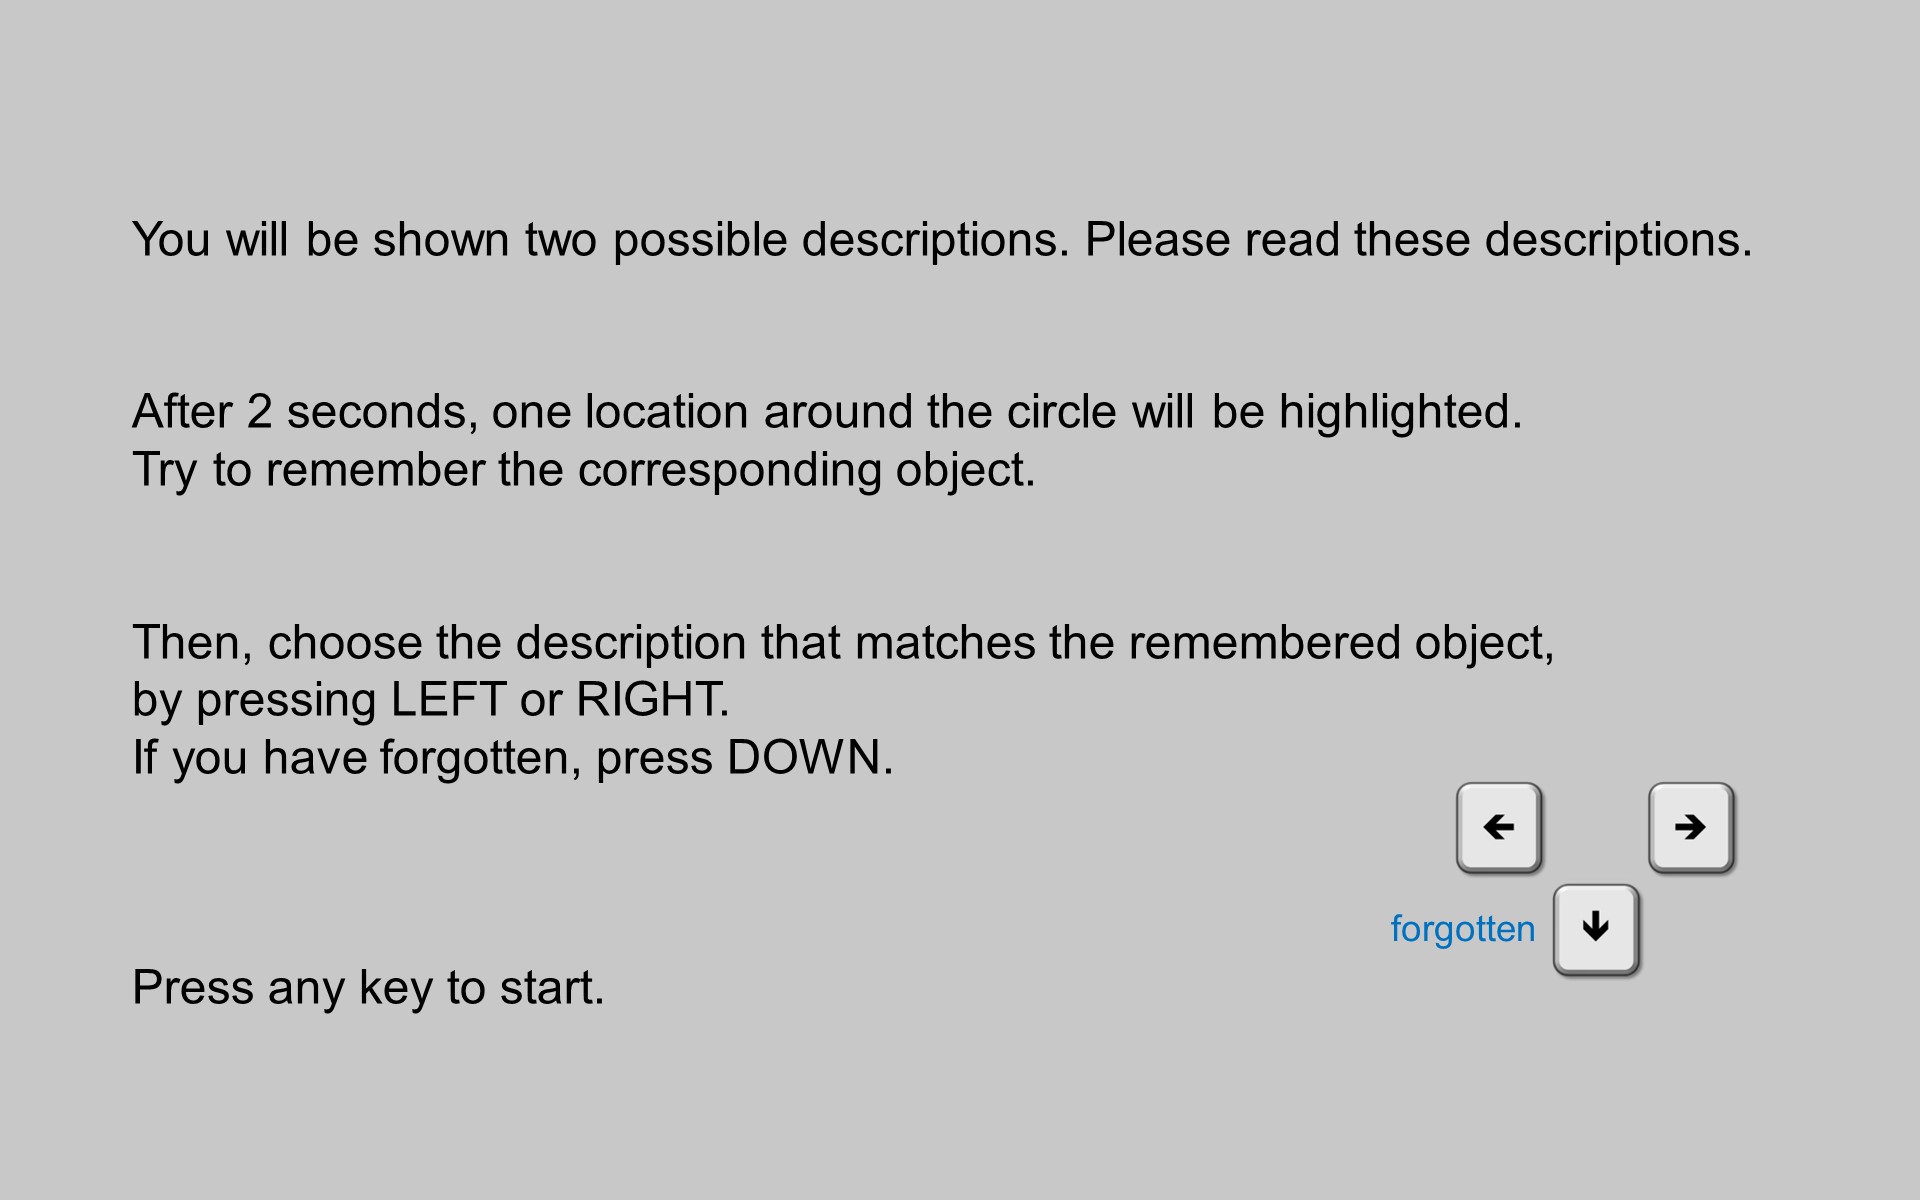 You will be shown two possible descriptions. Please read these descriptions.
After 2 seconds, one location around the circle will be highlighted.
Try to remember the corresponding object.
Then, choose the description that matches the remembered object,
by pressing LEFT or RIGHT.
If you have forgotten, press DOWN.
forgotten
Press any key to start.